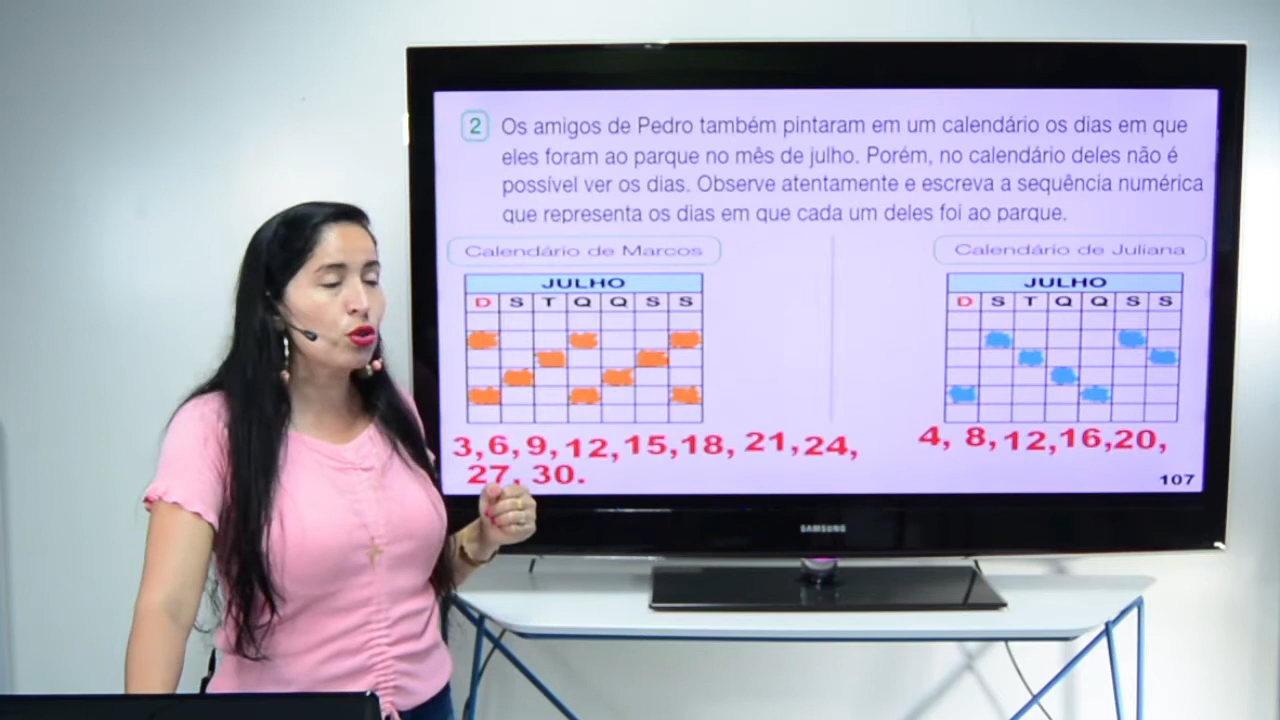 2 Os amigos de Pedro também pintaram em um calendário os dias em que
eles foram ao parque no mês de julho. Porém, no calendário deles não é
possível ver os dias. Observe atentamente e escreva a sequência numérica
que representa os dias em que cada um deles foi ao parque.
Calendário de Marcos
JULHO
D S T Q Q S S
3, 6, 9, 12, 15, 18, 21, 24,
27, 30.
Calendário de Juliana
JULHO
D S T Q Q S S
4, 8, 12, 16, 20,
107
SAMSUNG